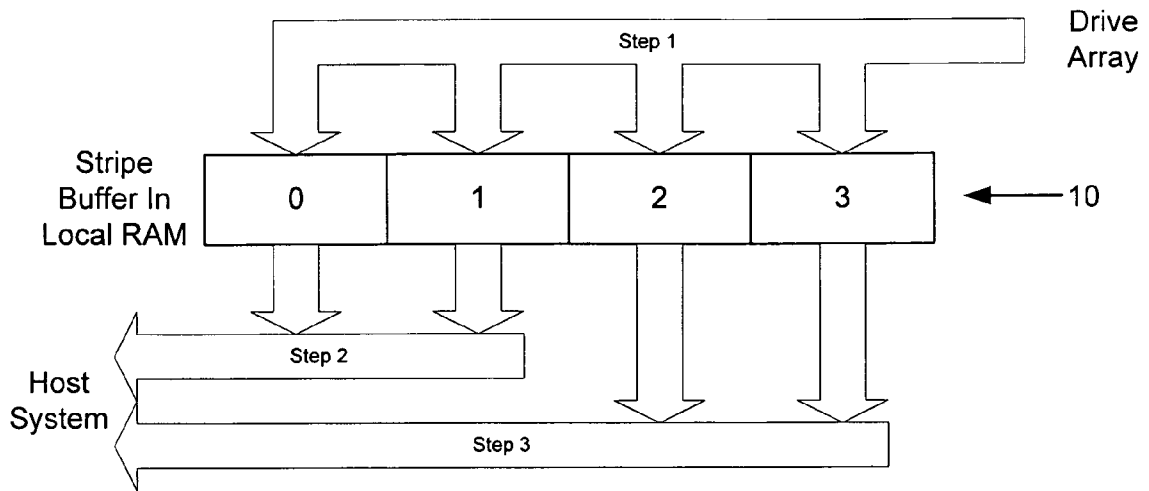 Step 1
Drive
Array
Stripe
Buffer In
Local RAM
0
1
2
3
10
Step 2
Host
System
Step 3